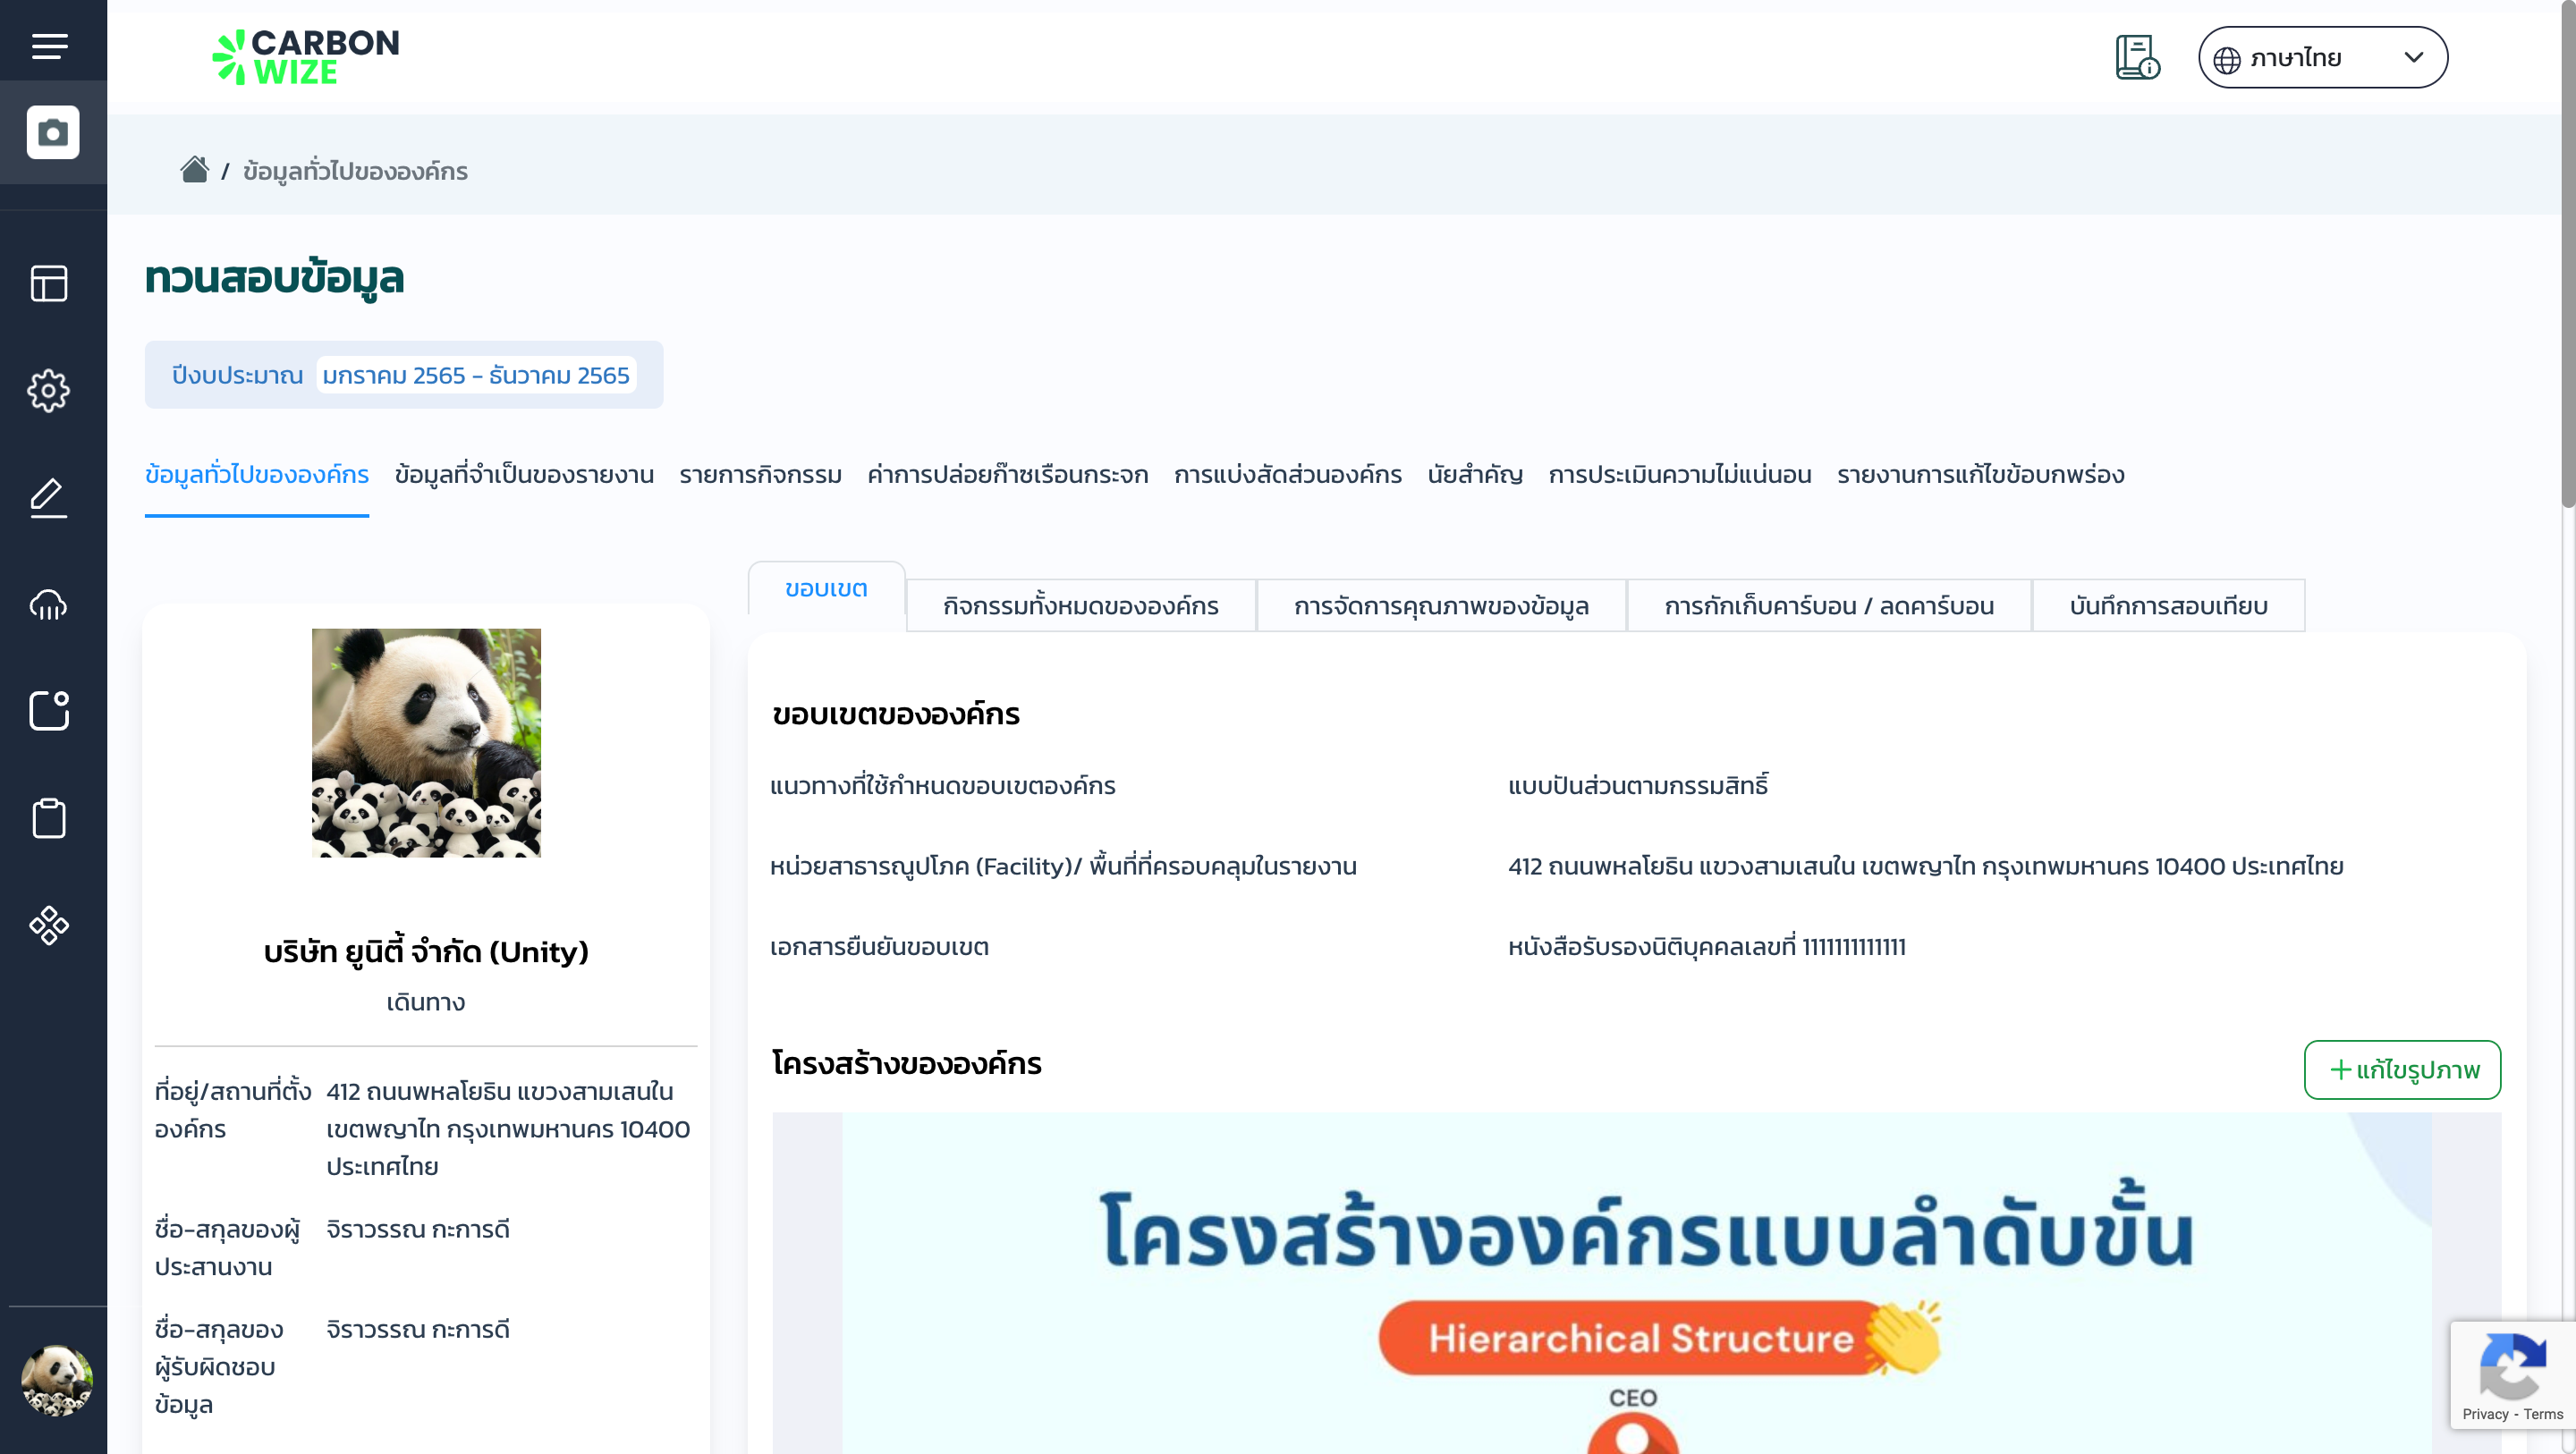 CARBON
WIZE
ภาษาไทย
/ ข้อมูลทั่วไปขององค์กร
ทวนสอบข้อมูล
ปีงบประมาณ มกราคม 2565 - ธันวาคม 2565
ข้อมูลทั่วไปขององค์กร ข้อมูลที่จำเป็นของรายงาน รายการกิจกรรม ค่าการปล่อยก๊าซเรือนกระจก การแบ่งสัดส่วนองค์กร นัยสำคัญ การประเมินความไม่แน่นอน รายงานการแก้ไขข้อบกพร่อง
ขอบเขต กิจกรรมทั้งหมดขององค์กร การจัดการคุณภาพของข้อมูล การกักเก็บคาร์บอน / ลดคาร์บอน บันทึกการสอบเทียบ
บริษัท ยูนิตี้ จำกัด (Unity)
เดินทาง
ที่อยู่/สถานที่ตั้ง
องค์กร
412 ถนนพหลโยธิน แขวงสามเสนใน
เขตพญาไท กรุงเทพมหานคร 10400
ประเทศไทย
ชื่อ-สกุลของผู้
ประสานงาน
จิราวรรณ กะการดี
ชื่อ-สกุลของ
ผู้รับผิดชอบ
ข้อมูล
จิราวรรณ กะการดี
ขอบเขตขององค์กร
แนวทางที่ใช้กำหนดขอบเขตองค์กร แบบปันส่วนตามกรรมสิทธิ์
หน่วยสาธารณูปโภค (Facility)/ พื้นที่ที่ครอบคลุมในรายงาน 412 ถนนพหลโยธิน แขวงสามเสนใน เขตพญาไท กรุงเทพมหานคร 10400 ประเทศไทย
เอกสารยืนยันขอบเขต หนังสือรับรองนิติบุคคลเลขที่ 1111111111111
โครงสร้างขององค์กร
+ แก้ไขรูปภาพ
โครงสร้างองค์กรแบบลำดับขั้น
Hierarchical Structure
CEO
Privacy - Terms